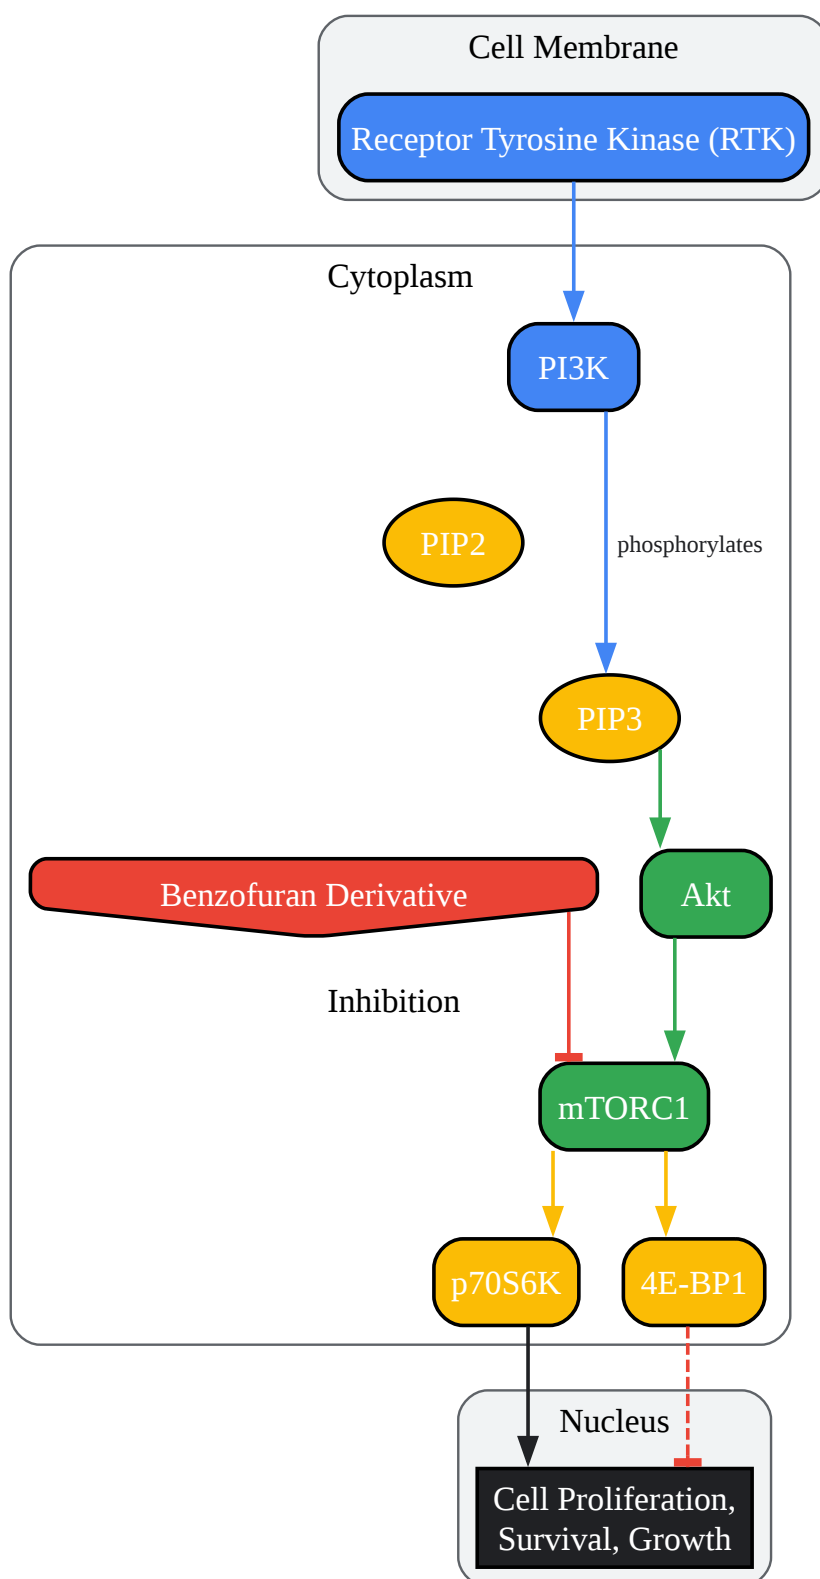 Cell Membrane
Receptor Tyrosine Kinase (RTK)
Cytoplasm
PI3K
PIP2
phosphorylates
PIP3
Benzofuran Derivative
Akt
Inhibition
mTORC1
p70S6K
4E-BP1
Nucleus
Cell Proliferation,
Survival, Growth